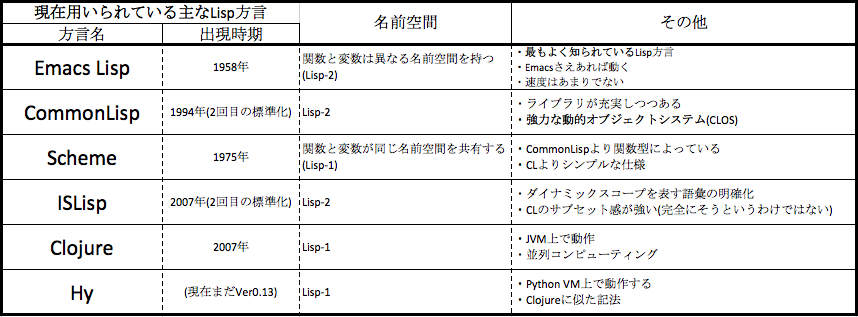 現在用いられている主なLisp方言
名前空間
その他
方言名
出現時期
Emacs Lisp
1958年
関数と変数は異なる名前空間を持つ
(Lisp-2)
・最もよく知られているLisp方言
・Emacsさえあれば動く
・速度はあまりでない
CommonLisp
1994年(2回目の標準化)
Lisp-2
・ライブラリが充実しつつある
・強力な動的オブジェクトシステム(CLOS)
Scheme
1975年
関数と変数が同じ名前空間を共有する
(Lisp-1)
・CommonLispより関数型によっている
・CLよりシンプルな仕様
ISLisp
2007年(2回目の標準化)
Lisp-2
・ダイナミックスコープを表す語彙の明確化
・CLのサブセット感が強い(完全にそうというわけではない)
Clojure
2007年
Lisp-1
・JVM上で動作
・並列コンピューティング
Hy
(現在まだVer0.13)
Lisp-1
・Python VM上で動作する
・Clojureに似た記法